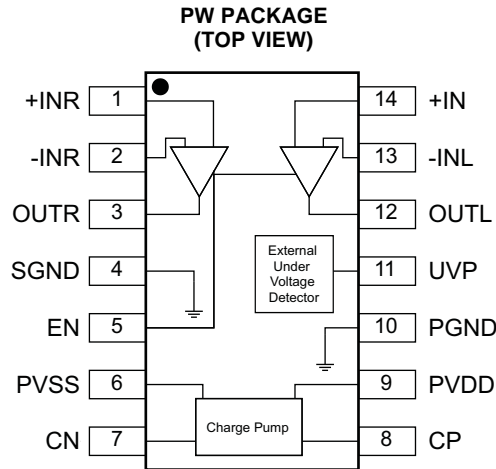 PW PACKAGE
(TOP VIEW)
+INR 1 14 +IN
-INR 2 13 -INL
OUTR 3 12 OUTL
SGND 4 11 UVP
External
Under
Voltage
Detector
EN 5 10 PGND
PVSS 6 9 PVDD
CN 7 8 CP
Charge Pump